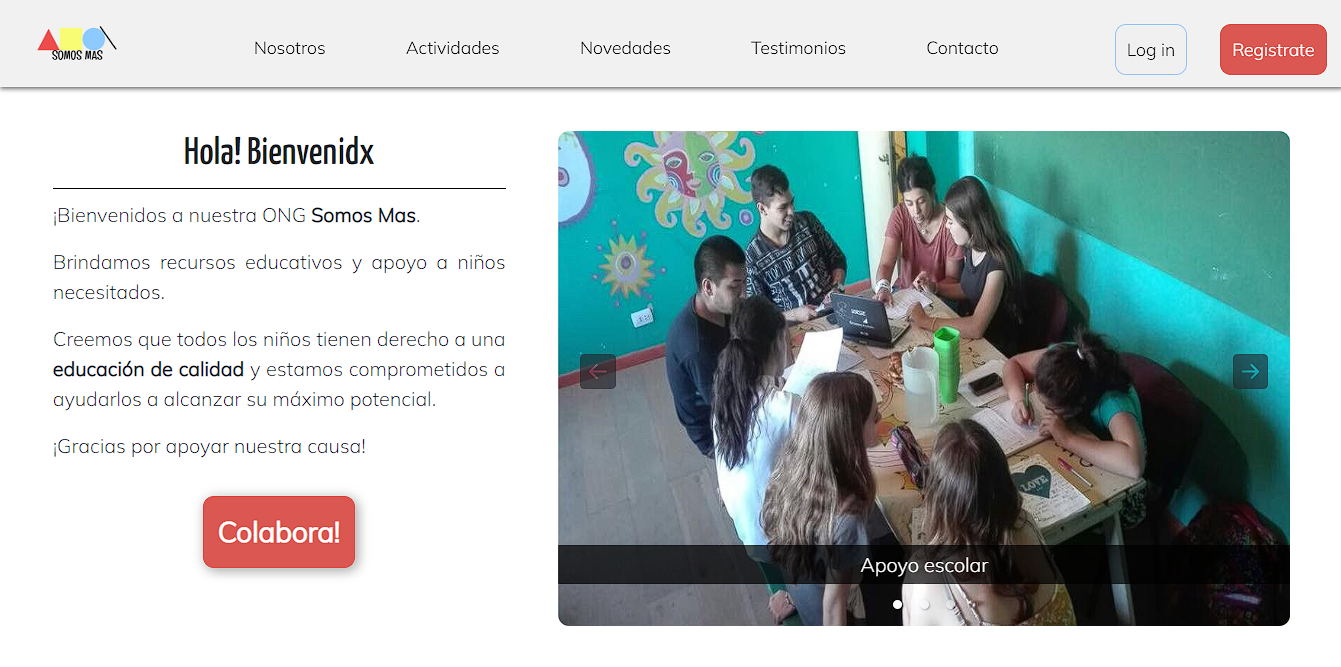 SOMOS MAS
Nosotros
Actividades
Novedades
Testimonios
Contacto
Log in
Registrate
Hola! Bienvenidx
¡Bienvenidos a nuestra ONG Somos Mas.
Brindamos recursos educativos y apoyo a niños
necesitados.
Creemos que todos los niños tienen derecho a una
educación de calidad y estamos comprometidos a
ayudarlos a alcanzar su máximo potencial.
¡Gracias por apoyar nuestra causa!
Colabora!
LOVE
Apoyo escolar